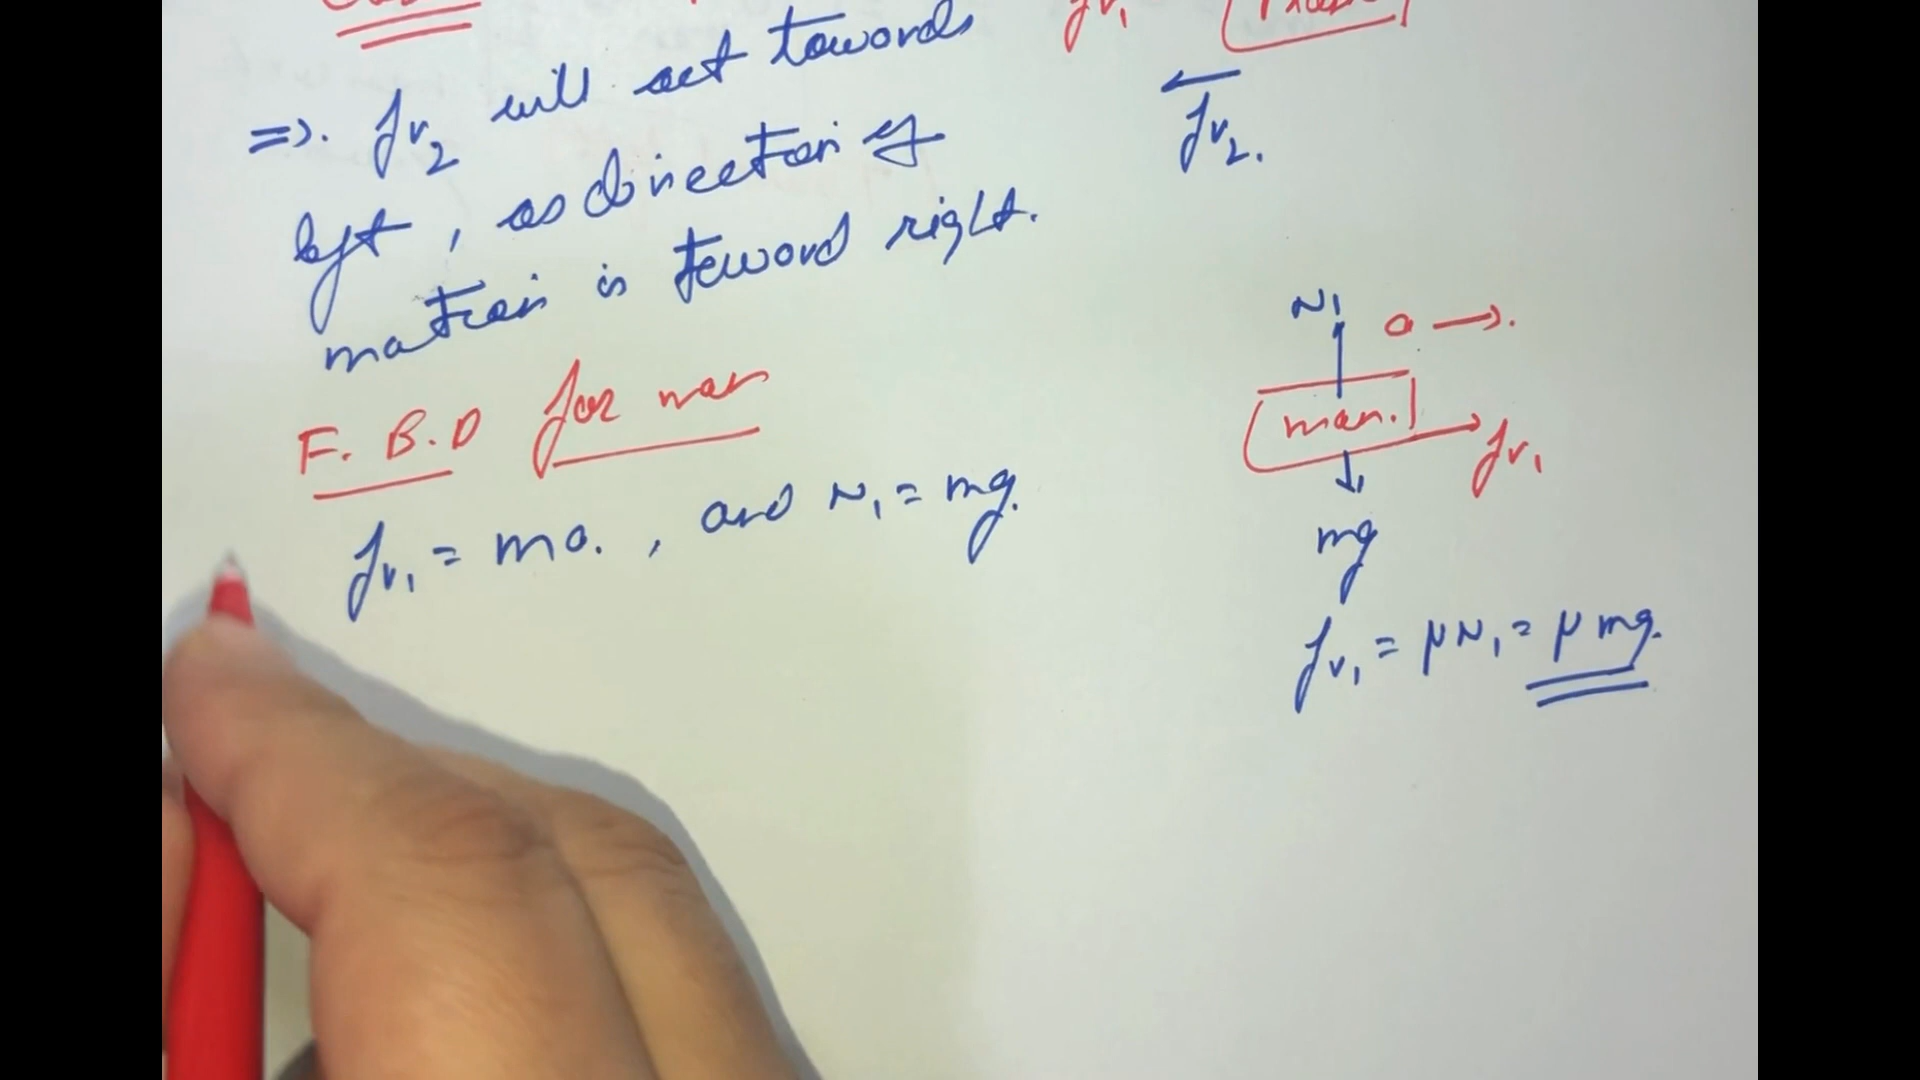 fr₁
=>. fr₂ will act towards
left, as direction of
motion is toward right.
fr₂.
F.B.D for man
fr₁ = ma. , and N₁ = mg.
N₁ a →.
man.
fr₁
mg
fr₁ = μN₁ = μmg.